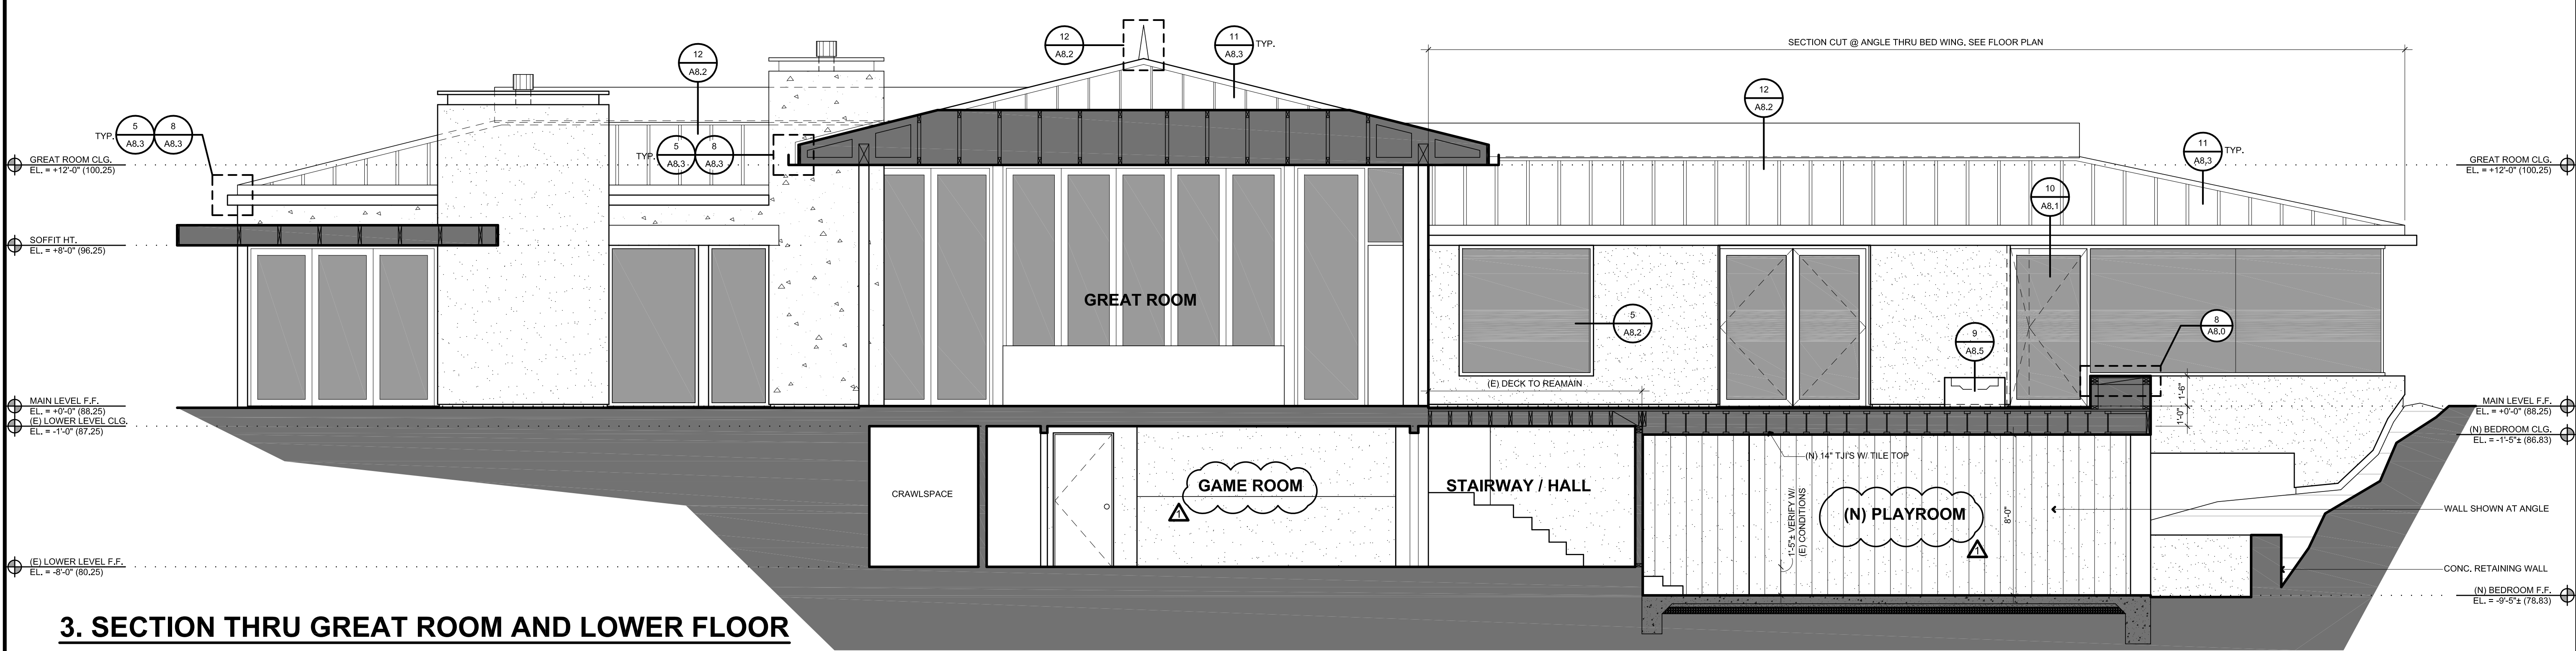 12
A8.2
11
A8.3
TYP.
SECTION CUT @ ANGLE THRU BED WING, SEE FLOOR PLAN
12
A8.2
12
A8.2
TYP.
5
A8.3
8
A8.3
TYP.
5
A8.3
8
A8.3
11
A8.3
TYP.
GREAT ROOM CLG.
EL. = +12'-0" (100.25)
GREAT ROOM CLG.
EL. = +12'-0" (100.25)
10
A8.1
SOFFIT HT.
EL. = +8'-0" (96.25)
GREAT ROOM
5
A8.2
8
A8.0
9
A8.5
(E) DECK TO REAMAIN
1'-6"
1'-0"
MAIN LEVEL F.F.
EL. = +0'-0" (88.25)
(E) LOWER LEVEL CLG.
EL. = -1'-0" (87.25)
MAIN LEVEL F.F.
EL. = +0'-0" (88.25)
(N) BEDROOM CLG.
EL. = -1'-5"± (86.83)
(N) 14" TJI'S W/ TILE TOP
CRAWLSPACE
GAME ROOM
1
STAIRWAY / HALL
1'-5"± VERIFY W/
(E) CONDITIONS
(N) PLAYROOM
1
8'-0"
WALL SHOWN AT ANGLE
(E) LOWER LEVEL F.F.
EL. = -8'-0" (80.25)
CONC. RETAINING WALL
(N) BEDROOM F.F.
EL. = -9'-5"± (78.83)
3. SECTION THRU GREAT ROOM AND LOWER FLOOR